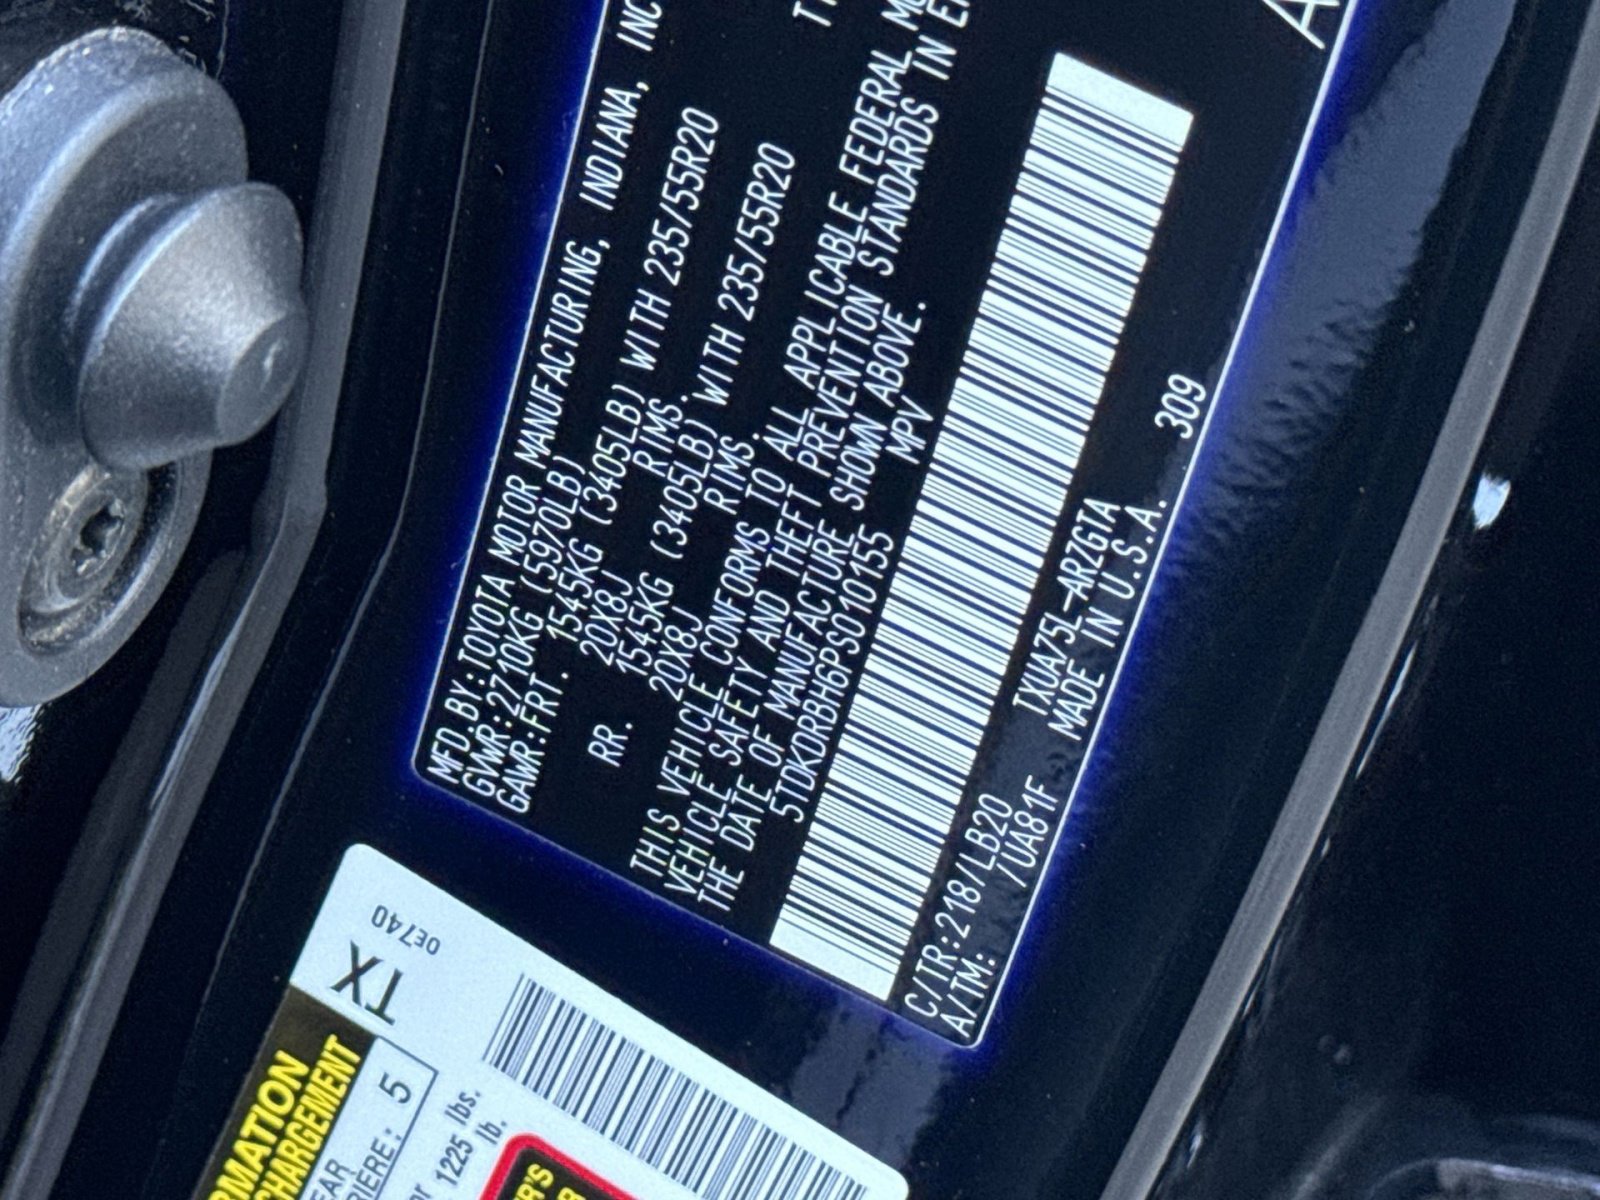 MFD.BY:TOYOTA MOTOR MANUFACTURING, INDIANA, INC
GVWR:2710KG (5970LB)
GAWR:FRT. 1545KG (3405LB) WITH 235/55R20
20X8J RIMS.
RR. 1545KG (3405LB) WITH 235/55R20
20X8J RIMS.
THIS VEHICLE CONFORMS TO ALL APPLICABLE FEDERAL
VEHICLE SAFETY AND THEFT PREVENTION STANDARDS IN
THE DATE OF MANUFACTURE SHOWN ABOVE.
5TDKDRBH6PS010155 MPV
C/TR:218/LB20 TXUA75L-ARZGTA 309
A/TM: /UA81F MADE IN U.S.A.
TX
0E740
RMATION
CHARGEMENT
5
1225 lbs.
lb.